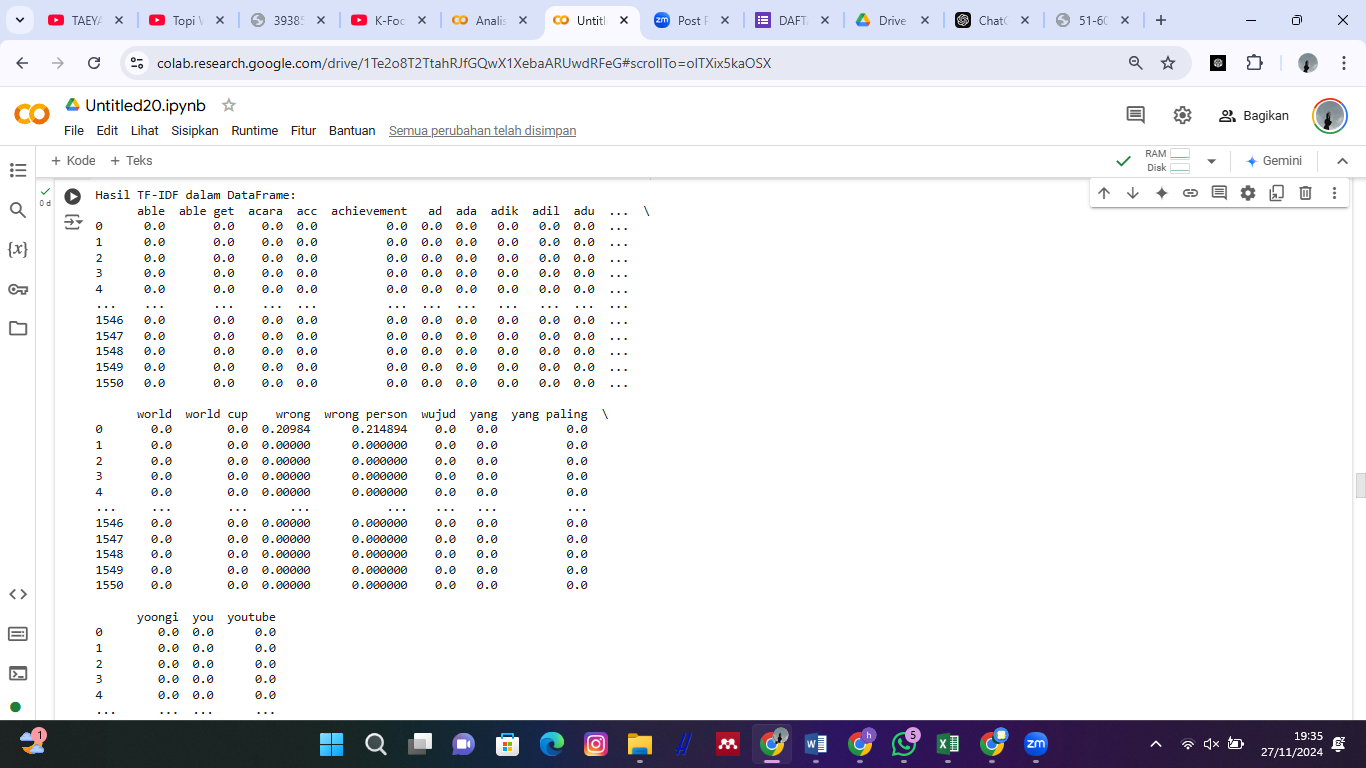 TAEYA
Topi
3938
K-Foc
Analis
Untitl
Post
DAFT
Drive
Chat
51-60
colab.research.google.com/drive/1Te2o8T2TtahRJfGQwX1XebaARUwdRFeG#scrollTo=oITXix5kaOSX
Untitled20.ipynb
File Edit Lihat Sisipkan Runtime Fitur Bantuan Semua perubahan telah disimpan
Bagikan
+ Kode + Teks
RAM
Disk
Gemini
0 d
Hasil TF-IDF dalam DataFrame:
able able get acara acc achievement ad ada adik adil adu ... \
0 0.0 0.0 0.0 0.0 0.0 0.0 0.0 0.0 0.0 0.0 ...
1 0.0 0.0 0.0 0.0 0.0 0.0 0.0 0.0 0.0 0.0 ...
2 0.0 0.0 0.0 0.0 0.0 0.0 0.0 0.0 0.0 0.0 ...
3 0.0 0.0 0.0 0.0 0.0 0.0 0.0 0.0 0.0 0.0 ...
4 0.0 0.0 0.0 0.0 0.0 0.0 0.0 0.0 0.0 0.0 ...
... ... ... ... ... ... ... ... ... ... ... ...
1546 0.0 0.0 0.0 0.0 0.0 0.0 0.0 0.0 0.0 0.0 ...
1547 0.0 0.0 0.0 0.0 0.0 0.0 0.0 0.0 0.0 0.0 ...
1548 0.0 0.0 0.0 0.0 0.0 0.0 0.0 0.0 0.0 0.0 ...
1549 0.0 0.0 0.0 0.0 0.0 0.0 0.0 0.0 0.0 0.0 ...
1550 0.0 0.0 0.0 0.0 0.0 0.0 0.0 0.0 0.0 0.0 ...
world world cup wrong wrong person wujud yang yang paling \
0 0.0 0.0 0.20984 0.214894 0.0 0.0 0.0
1 0.0 0.0 0.00000 0.000000 0.0 0.0 0.0
2 0.0 0.0 0.00000 0.000000 0.0 0.0 0.0
3 0.0 0.0 0.00000 0.000000 0.0 0.0 0.0
4 0.0 0.0 0.00000 0.000000 0.0 0.0 0.0
... ... ... ... ... ... ... ...
1546 0.0 0.0 0.00000 0.000000 0.0 0.0 0.0
1547 0.0 0.0 0.00000 0.000000 0.0 0.0 0.0
1548 0.0 0.0 0.00000 0.000000 0.0 0.0 0.0
1549 0.0 0.0 0.00000 0.000000 0.0 0.0 0.0
1550 0.0 0.0 0.00000 0.000000 0.0 0.0 0.0
yoongi you youtube
0 0.0 0.0 0.0
1 0.0 0.0 0.0
2 0.0 0.0 0.0
3 0.0 0.0 0.0
4 0.0 0.0 0.0
... ... ... ...
1
5
zm
19:35
27/11/2024